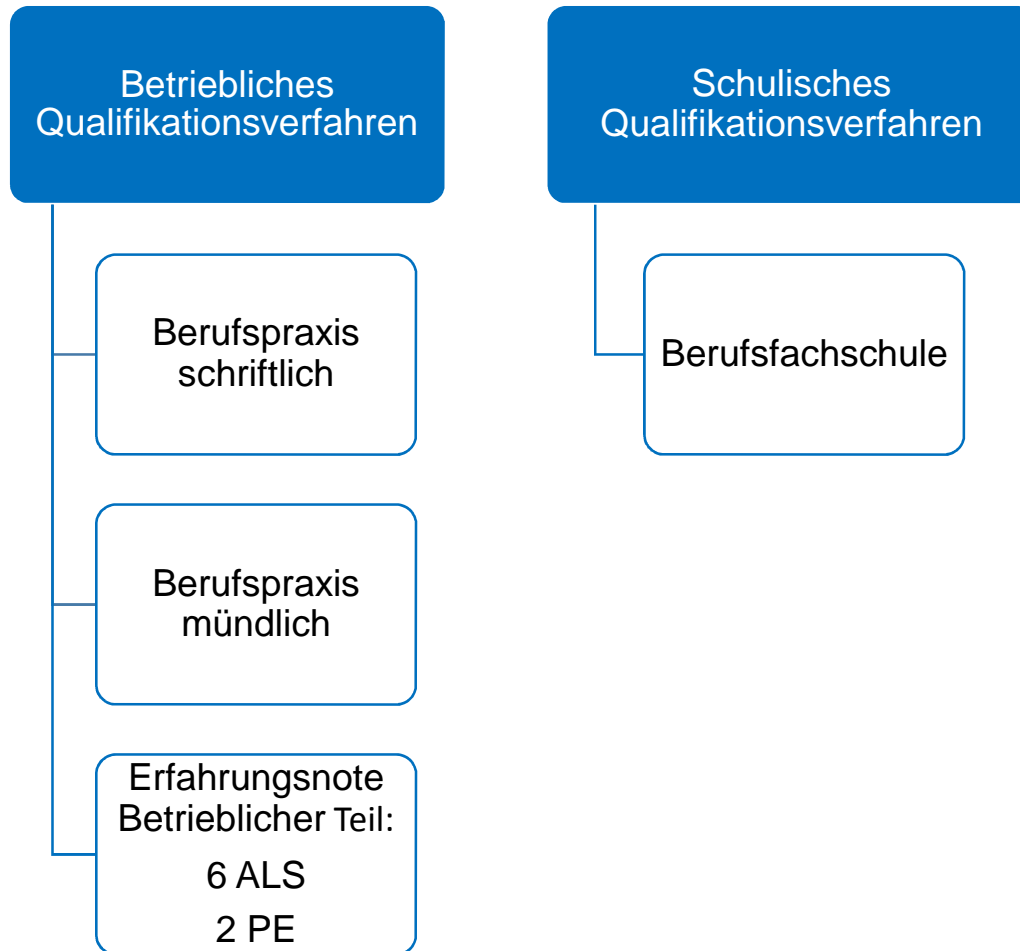 Betriebliches
Qualifikationsverfahren
Berufspraxis
schriftlich
Berufspraxis
mündlich
Erfahrungsnote
Betrieblicher Teil:
6 ALS
2 PE
Schulisches
Qualifikationsverfahren
Berufsfachschule